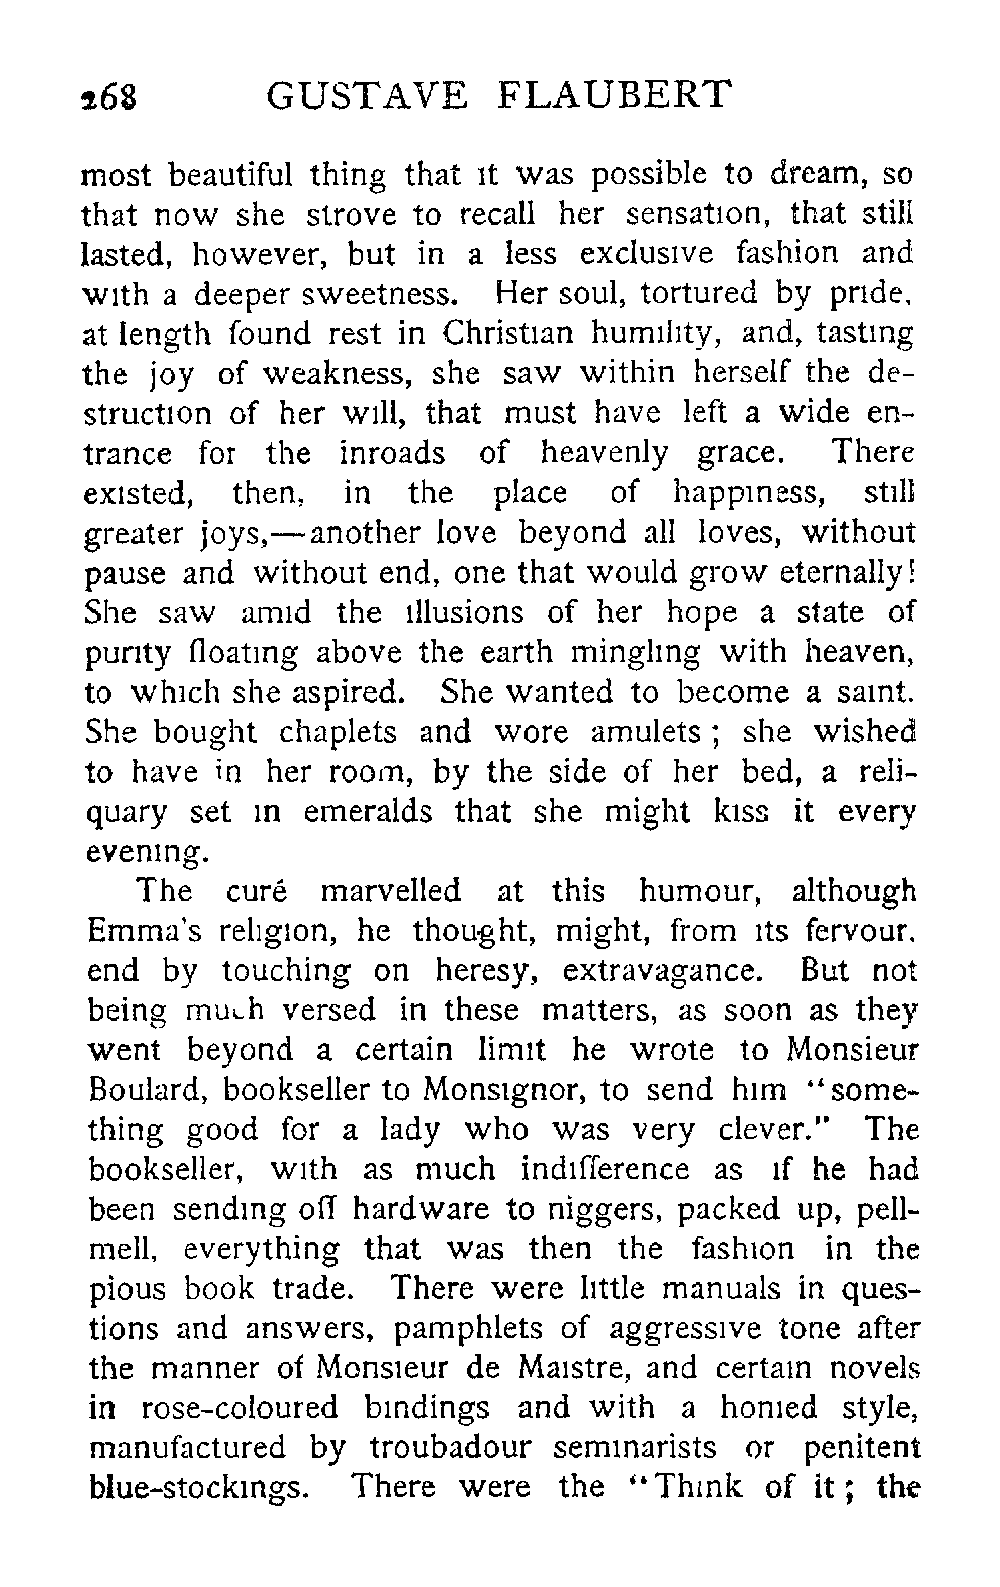 268 GUSTAVE FLAUBERT
most beautiful thing that it was possible to dream, so
that now she strove to recall her sensation, that still
lasted, however, but in a less exclusive fashion and
with a deeper sweetness. Her soul, tortured by pride,
at length found rest in Christian humility, and, tasting
the joy of weakness, she saw within herself the de-
struction of her will, that must have left a wide en-
trance for the inroads of heavenly grace. There
existed, then, in the place of happiness, still
greater joys,—another love beyond all loves, without
pause and without end, one that would grow eternally!
She saw amid the illusions of her hope a state of
purity floating above the earth mingling with heaven,
to which she aspired. She wanted to become a saint.
She bought chaplets and wore amulets; she wished
to have in her room, by the side of her bed, a reli-
quary set in emeralds that she might kiss it every
evening.
The curé marvelled at this humour, although
Emma's religion, he thought, might, from its fervour,
end by touching on heresy, extravagance. But not
being much versed in these matters, as soon as they
went beyond a certain limit he wrote to Monsieur
Boulard, bookseller to Monsignor, to send him "some-
thing good for a lady who was very clever." The
bookseller, with as much indifference as if he had
been sending off hardware to niggers, packed up, pell-
mell, everything that was then the fashion in the
pious book trade. There were little manuals in ques-
tions and answers, pamphlets of aggressive tone after
the manner of Monsieur de Maistre, and certain novels
in rose-coloured bindings and with a honied style,
manufactured by troubadour seminarists or penitent
blue-stockings. There were the "Think of it; the